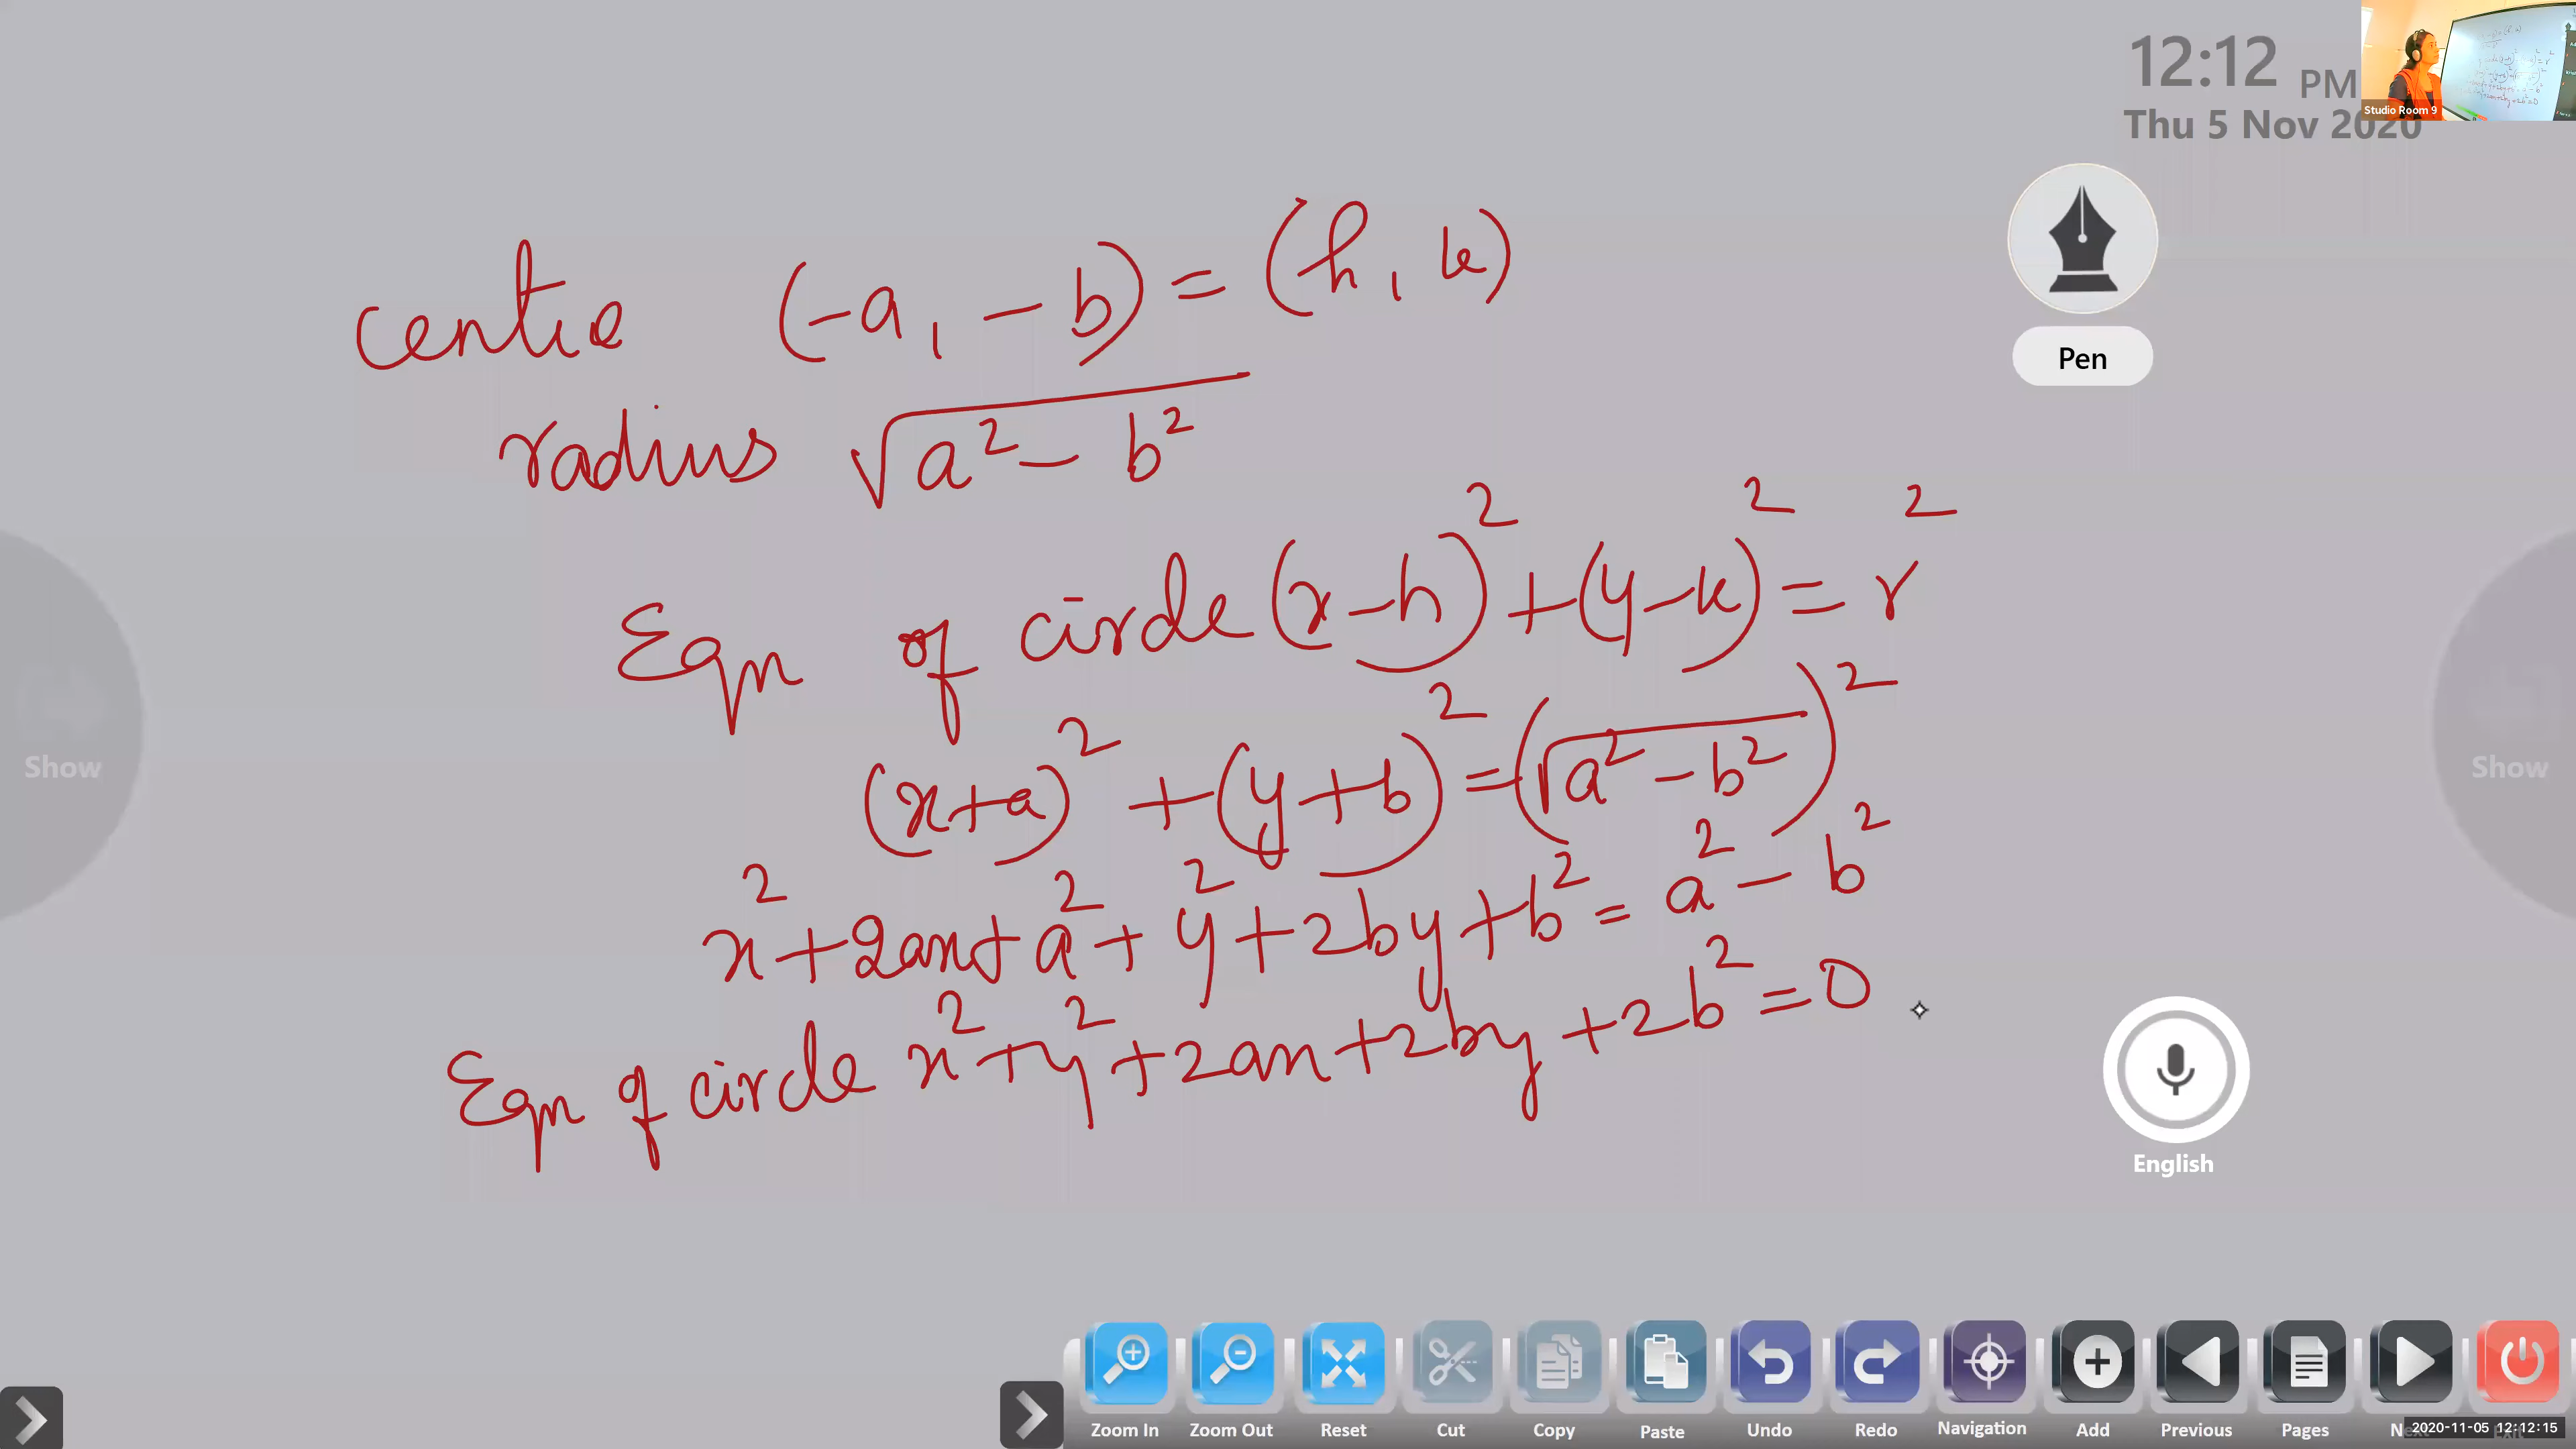 12:12 PM
Thu 5 Nov 2020
Studio Room 9
Pen
centre (-a, -b) = (h, k)
radius √(a² - b²)
Eqn of circle (x-h)² + (y-k)² = r²
(x+a)² + (y+b)² = (√(a² - b²))²
x² + 2ax + a² + y² + 2by + b² = a² - b²
Eqn of circle x² + y² + 2ax + 2by + 2b² = 0
Show
Show
English
Zoom In Zoom Out Reset Cut Copy Paste Undo Redo Navigation Add Previous Pages
2020-11-05 12:12:15